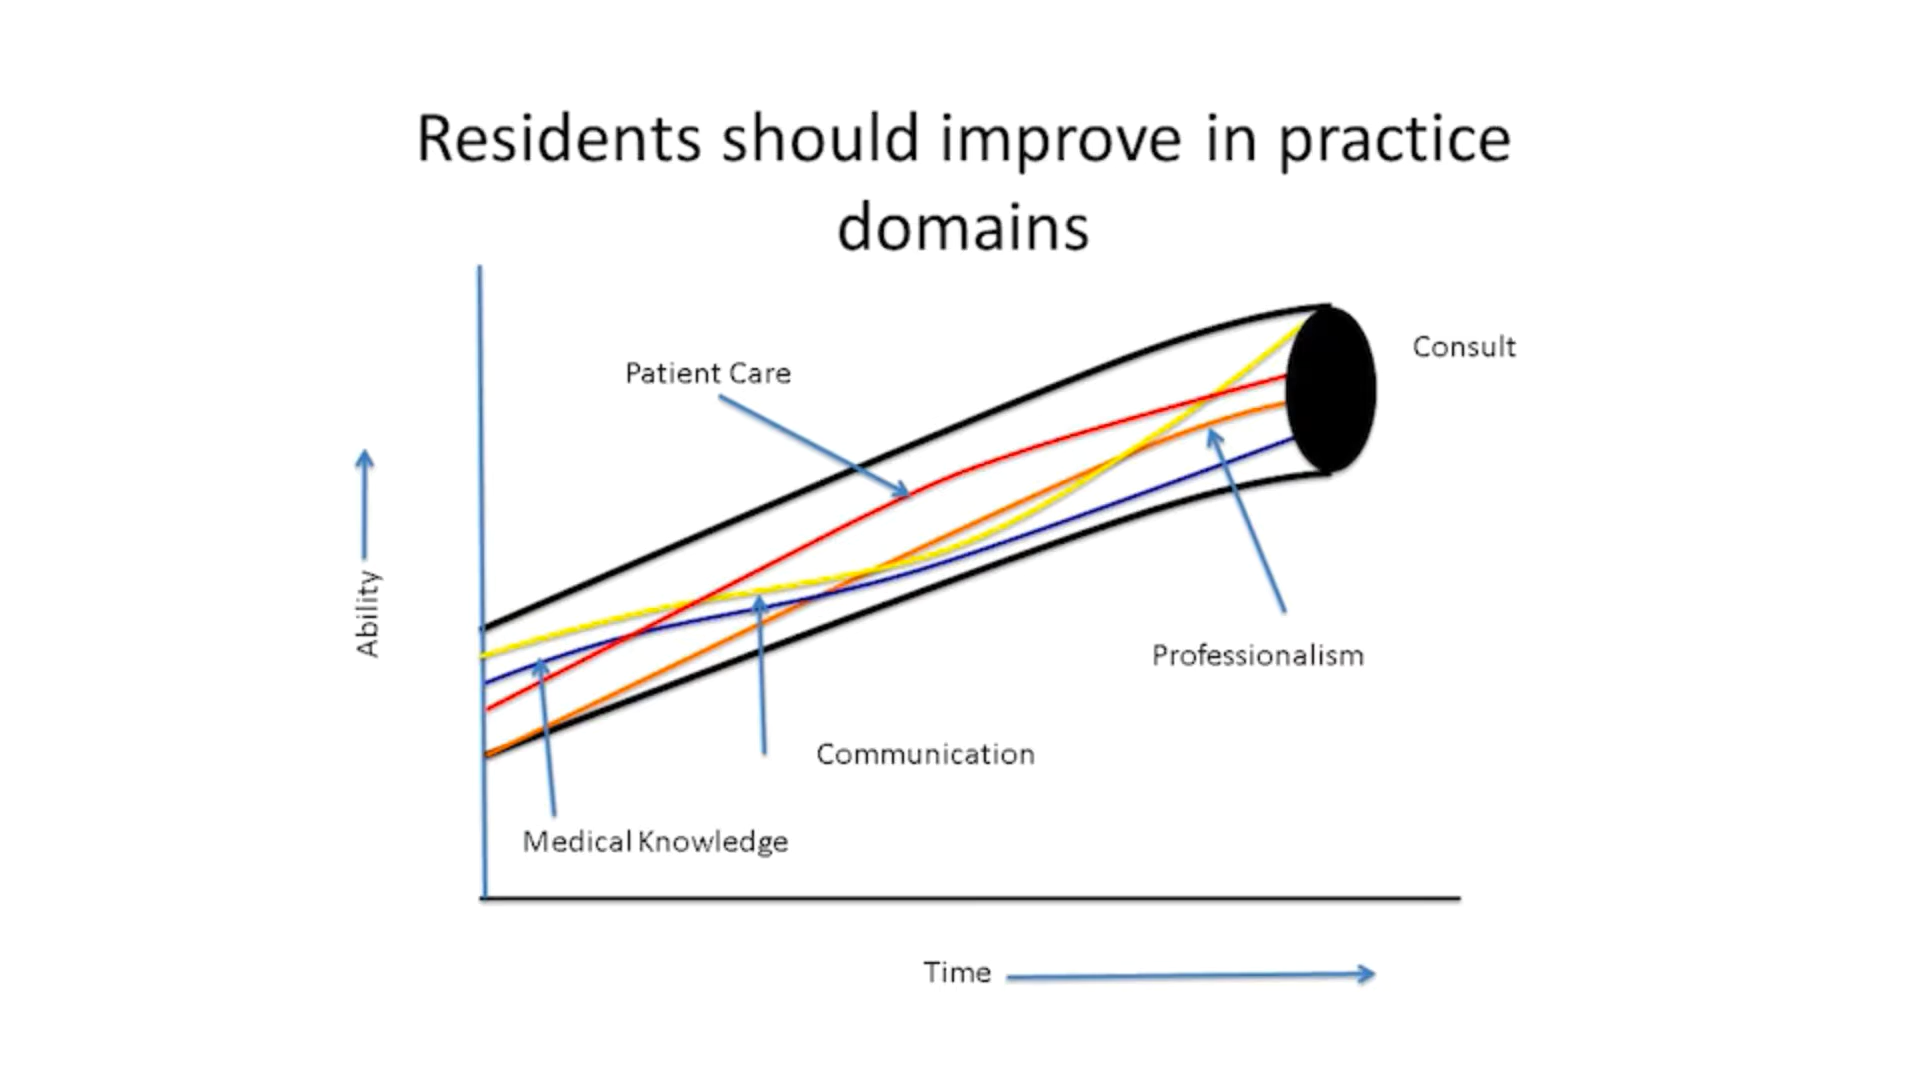 Residents should improve in practice
domains
Consult
Patient Care
Ability
Professionalism
Communication
Medical Knowledge
Time